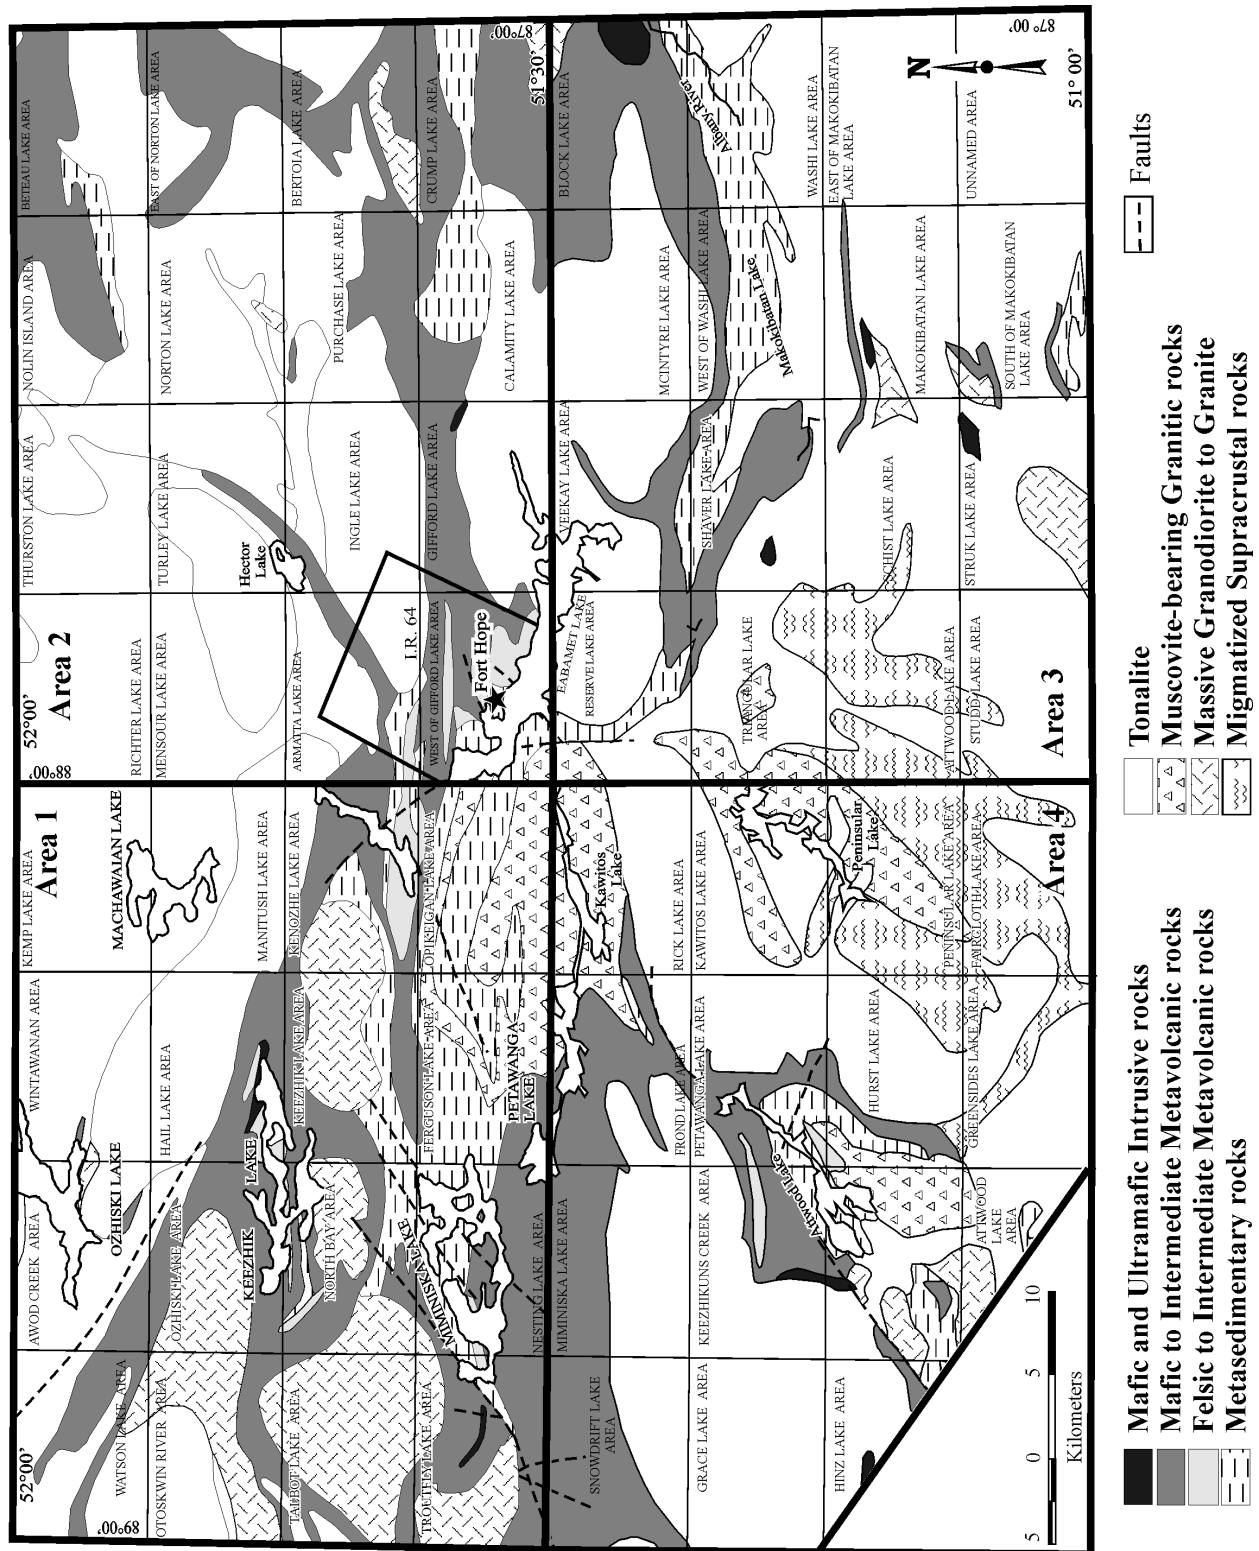 52°00'
89°00'
WATSON LAKE AREA
OTOSKWIN RIVER AREA
TALBOT LAKE AREA
TROUTFLY LAKE AREA
AWOD CREEK AREA
OZHISKI LAKE
OZHISKI LAKE AREA
KEEZHIK
LAKE
NORTH BAY AREA
MIMINISKA LAKE
NESTING LAKE AREA
WINTAWANAN AREA
HAIL LAKE AREA
KEEZHIK LAKE AREA
FERGUSON LAKE AREA
PETAWANGA
LAKE
KEMP LAKE AREA
Area 1
MACHAWAIAN LAKE
MANITUSH LAKE AREA
KENOZHE LAKE AREA
OPIKEIGAN LAKE AREA
52°00'
Area 2
88°00'
RICHTER LAKE AREA
MENSOUR LAKE AREA
ARMATTA LAKE AREA
I.R. 64
WEST OF GIFFORD LAKE AREA
Fort Hope
THURSTON LAKE AREA
TURLEY LAKE AREA
Hector
Lake
INGLE LAKE AREA
GIFFORD LAKE AREA
NOLIN ISLAND AREA
NORTON LAKE AREA
PURCHASE LAKE AREA
CALAMITY LAKE AREA
BETEAU LAKE AREA
EAST OF NORTON LAKE AREA
BERTOIA LAKE AREA
CRUMP LAKE AREA
87°00'
51°30'
SNOWDRIFT LAKE
AREA
GRACE LAKE AREA
HINZ LAKE AREA
MIMINISKA LAKE AREA
KEEZHIKUNS CREEK AREA
Attwood Lake
ATTWOOD
LAKE
AREA
FROND LAKE AREA
PETAWANGA LAKE AREA
HURST LAKE AREA
GREENSIDES LAKE AREA
Kawitos
Lake
RICK LAKE AREA
KAWITOS LAKE AREA
Peninsular
Lake
PENINSULAR LAKE AREA
FARGLOTH LAKE AREA
Area 4
EABAMET LAKE
RESERVE LAKE AREA
TRIANGULAR LAKE
AREA
ATTWOOD LAKE AREA
STUDD LAKE AREA
Area 3
VEEKAY LAKE AREA
SHAVER LAKE AREA
SCHIST LAKE AREA
STRUK LAKE AREA
MCINTYRE LAKE AREA
WEST OF WASHI LAKE AREA
Makokibatan Lake
MAKOKIBATAN LAKE AREA
SOUTH OF MAKOKIBATAN
LAKE AREA
BLOCK LAKE AREA
Albany River
WASHI LAKE AREA
EAST OF MAKOKIBATAN
LAKE AREA
UNNAMED AREA
N
87°00'
51° 00'
5 0 5 10
Kilometers
Mafic and Ultramafic Intrusive rocks
Mafic to Intermediate Metavolcanic rocks
Felsic to Intermediate Metavolcanic rocks
Metasedimentary rocks
Tonalite
Muscovite-bearing Granitic rocks
Massive Granodiorite to Granite
Migmatized Supracrustal rocks
Faults